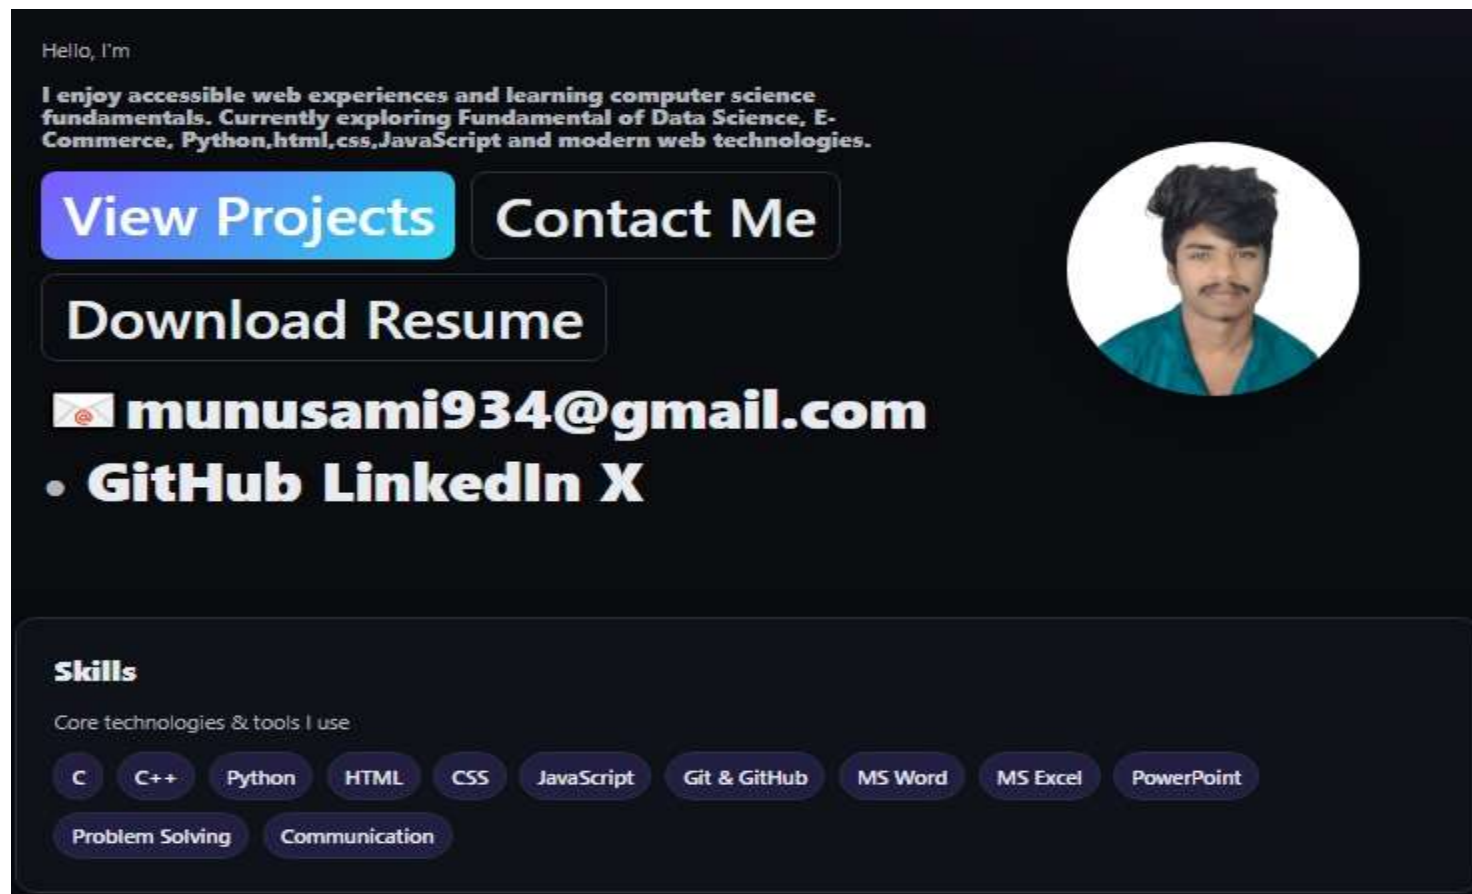 Hello, I'm
I enjoy accessible web experiences and learning computer science
fundamentals. Currently exploring Fundamental of Data Science, E-
Commerce, Python,html,css,JavaScript and modern web technologies.
View Projects Contact Me
Download Resume
munusami934@gmail.com
• GitHub LinkedIn X
Skills
Core technologies & tools I use
C C++ Python HTML CSS JavaScript Git & GitHub MS Word MS Excel PowerPoint
Problem Solving Communication